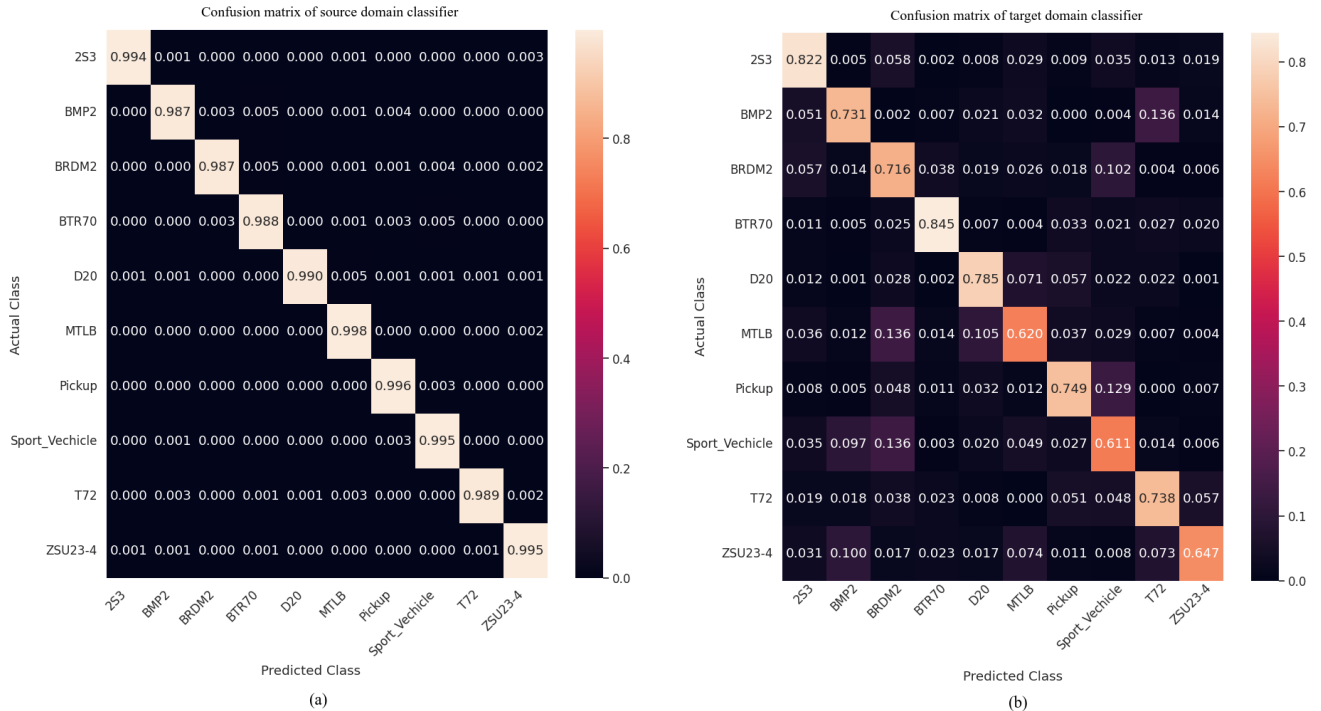 Confusion matrix of source domain classifier
2S3 0.994 0.001 0.000 0.000 0.000 0.001 0.000 0.000 0.000 0.003
BMP2 0.000 0.987 0.003 0.005 0.000 0.001 0.004 0.000 0.000 0.000
BRDM2 0.000 0.000 0.987 0.005 0.000 0.001 0.001 0.004 0.000 0.002
BTR70 0.000 0.000 0.003 0.988 0.000 0.001 0.003 0.005 0.000 0.000
D20 0.001 0.001 0.000 0.000 0.990 0.005 0.001 0.001 0.001 0.001
MTLB 0.000 0.000 0.000 0.000 0.000 0.998 0.000 0.000 0.000 0.002
Pickup 0.000 0.000 0.000 0.000 0.000 0.000 0.996 0.003 0.000 0.000
Sport_Vechicle 0.000 0.001 0.000 0.000 0.000 0.000 0.003 0.995 0.000 0.000
T72 0.000 0.003 0.000 0.001 0.001 0.003 0.000 0.000 0.989 0.002
ZSU23-4 0.001 0.001 0.000 0.000 0.000 0.000 0.000 0.000 0.001 0.995
2S3 BMP2 BRDM2 BTR70 D20 MTLB Pickup Sport_Vechicle T72 ZSU23-4
Actual Class
Predicted Class
0.8
0.6
0.4
0.2
0.0
(a)
Confusion matrix of target domain classifier
2S3 0.822 0.005 0.058 0.002 0.008 0.029 0.009 0.035 0.013 0.019
BMP2 0.051 0.731 0.002 0.007 0.021 0.032 0.000 0.004 0.136 0.014
BRDM2 0.057 0.014 0.716 0.038 0.019 0.026 0.018 0.102 0.004 0.006
BTR70 0.011 0.005 0.025 0.845 0.007 0.004 0.033 0.021 0.027 0.020
D20 0.012 0.001 0.028 0.002 0.785 0.071 0.057 0.022 0.022 0.001
MTLB 0.036 0.012 0.136 0.014 0.105 0.620 0.037 0.029 0.007 0.004
Pickup 0.008 0.005 0.048 0.011 0.032 0.012 0.749 0.129 0.000 0.007
Sport_Vechicle 0.035 0.097 0.136 0.003 0.020 0.049 0.027 0.611 0.014 0.006
T72 0.019 0.018 0.038 0.023 0.008 0.000 0.051 0.048 0.738 0.057
ZSU23-4 0.031 0.100 0.017 0.023 0.017 0.074 0.011 0.008 0.073 0.647
2S3 BMP2 BRDM2 BTR70 D20 MTLB Pickup Sport_Vechicle T72 ZSU23-4
Actual Class
Predicted Class
0.8
0.7
0.6
0.5
0.4
0.3
0.2
0.1
0.0
(b)